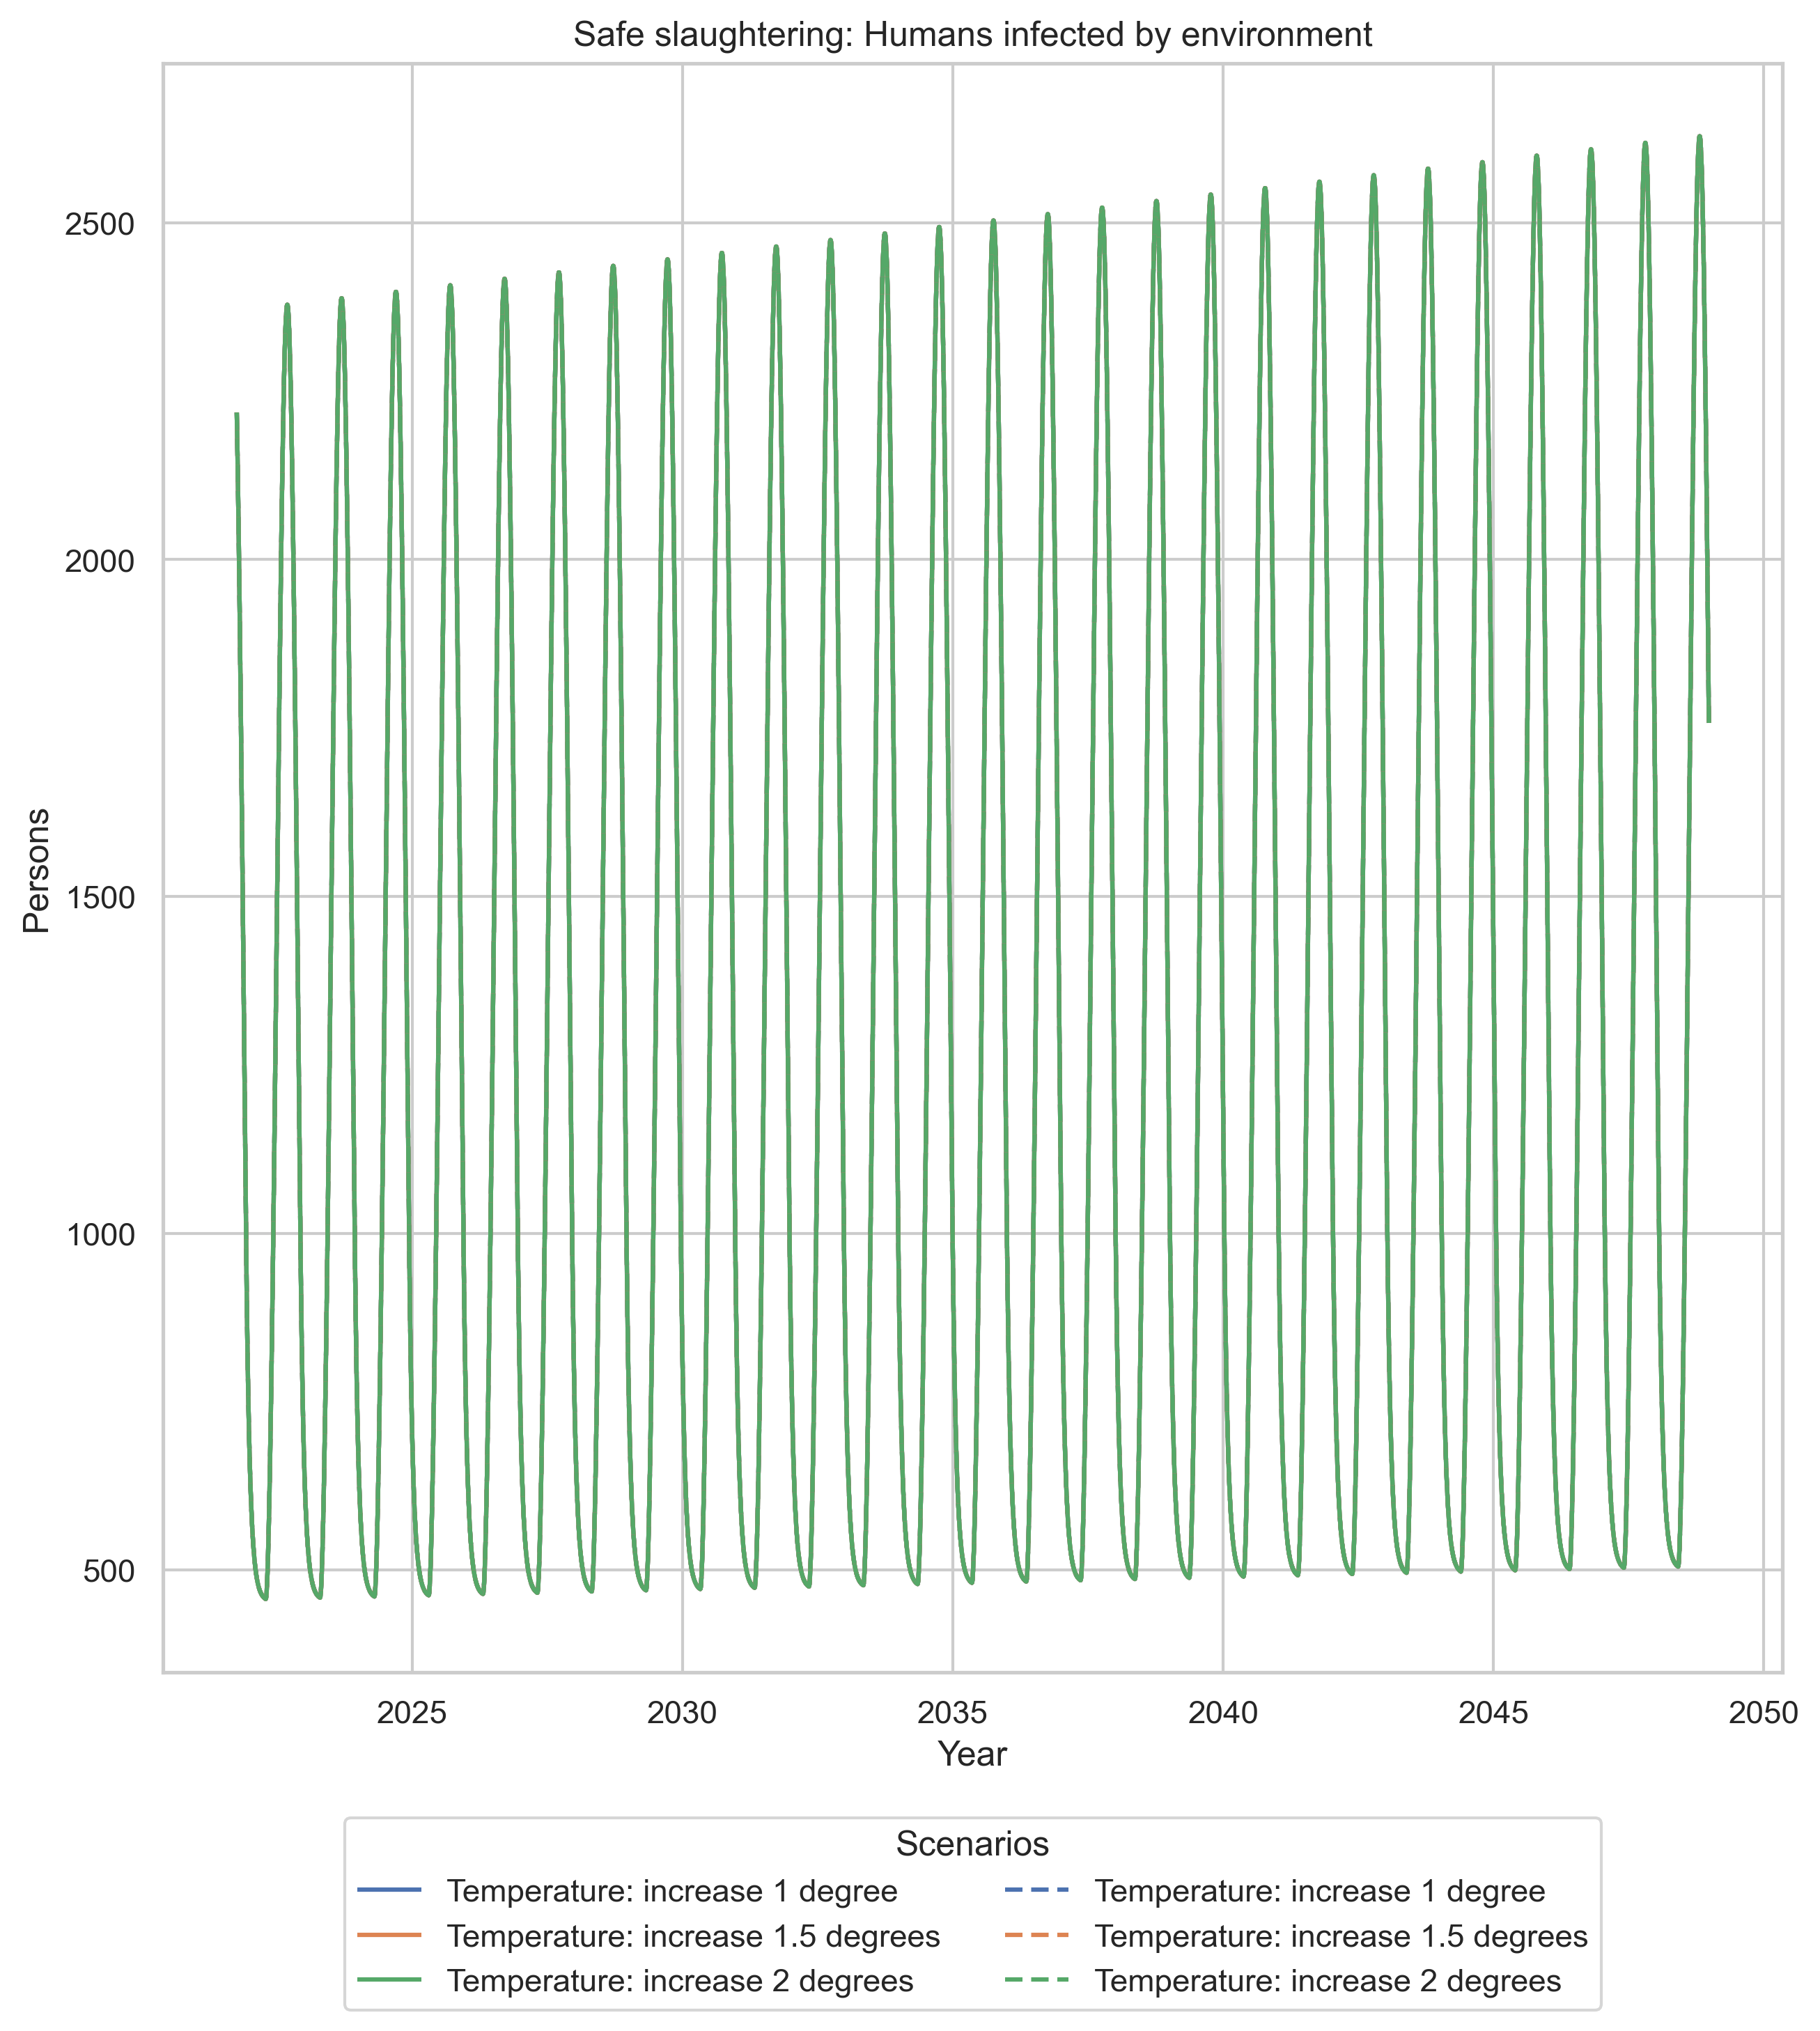 Safe slaughtering: Humans infected by environment
2500
2000
1500
1000
500
Persons
2025 2030 2035 2040 2045 2050
Year
Scenarios
Temperature: increase 1 degree
Temperature: increase 1.5 degrees
Temperature: increase 2 degrees
Temperature: increase 1 degree
Temperature: increase 1.5 degrees
Temperature: increase 2 degrees